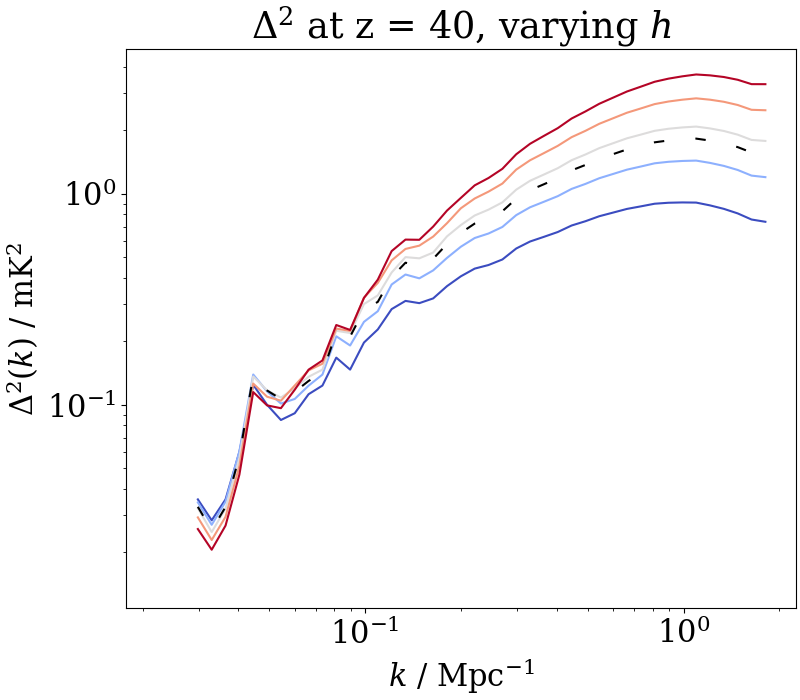 Δ² at z = 40, varying h
Δ²(k) / mK²
10⁰
10⁻¹
10⁻¹
10⁰
k / Mpc⁻¹